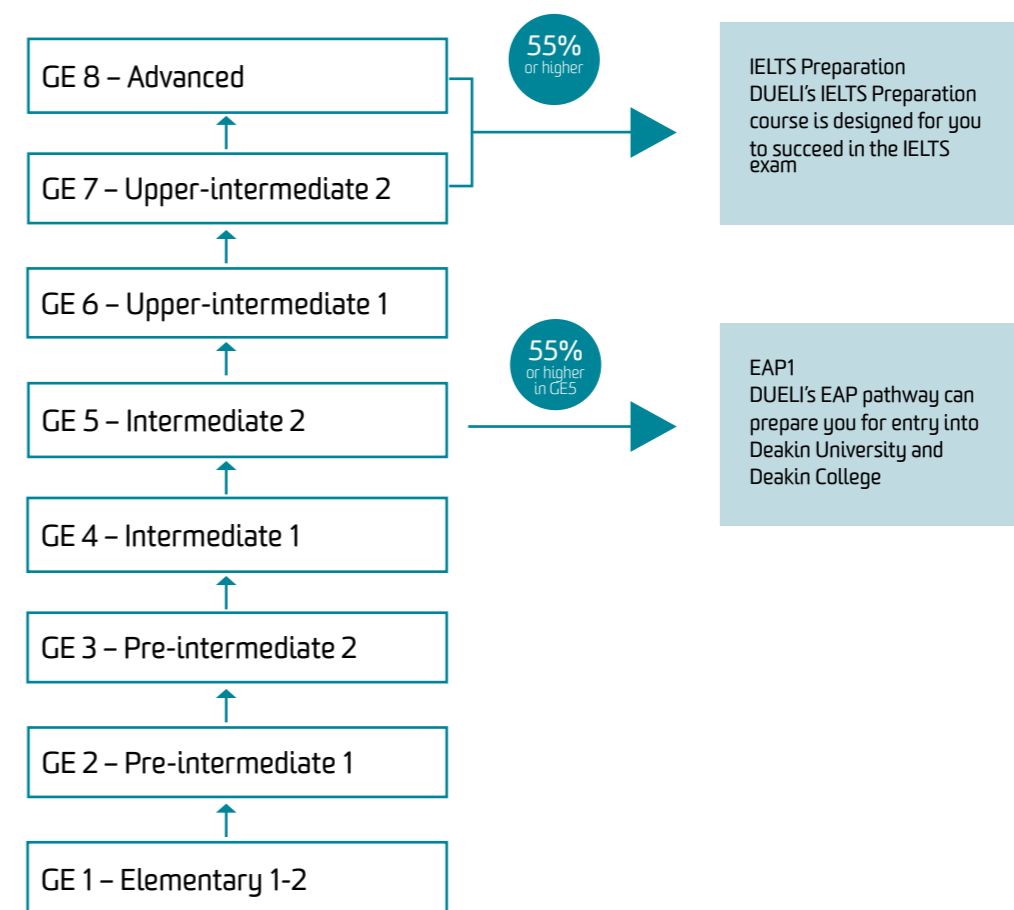 GE 8 – Advanced
55%
or higher
IELTS Preparation
DUELI's IELTS Preparation
course is designed for you
to succeed in the IELTS
exam
GE 7 – Upper-intermediate 2
GE 6 – Upper-intermediate 1
GE 5 – Intermediate 2
55%
or higher
in GE5
EAP1
DUELI's EAP pathway can
prepare you for entry into
Deakin University and
Deakin College
GE 4 – Intermediate 1
GE 3 – Pre-intermediate 2
GE 2 – Pre-intermediate 1
GE 1 – Elementary 1-2